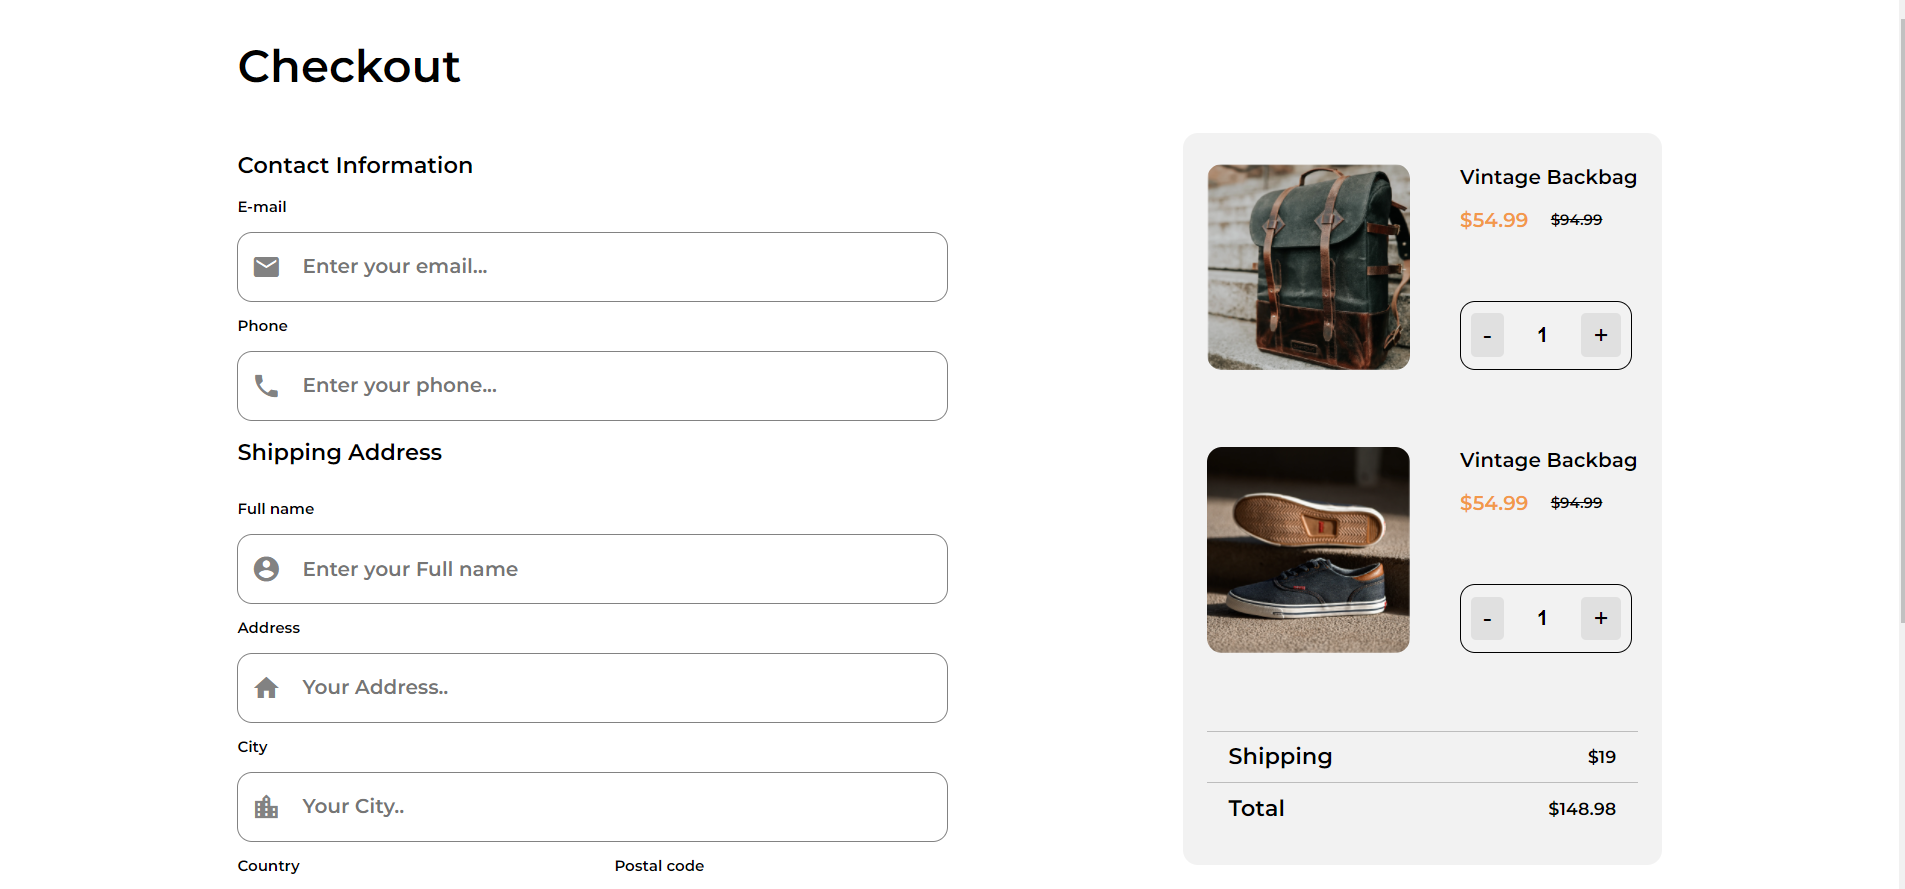 Checkout
Contact Information
E-mail
Enter your email...
Phone
Enter your phone...
Shipping Address
Full name
Enter your Full name
Address
Your Address..
City
Your City..
Country Postal code
Vintage Backbag
$54.99 $94.99
- 1 +
Vintage Backbag
$54.99 $94.99
- 1 +
Shipping $19
Total $148.98